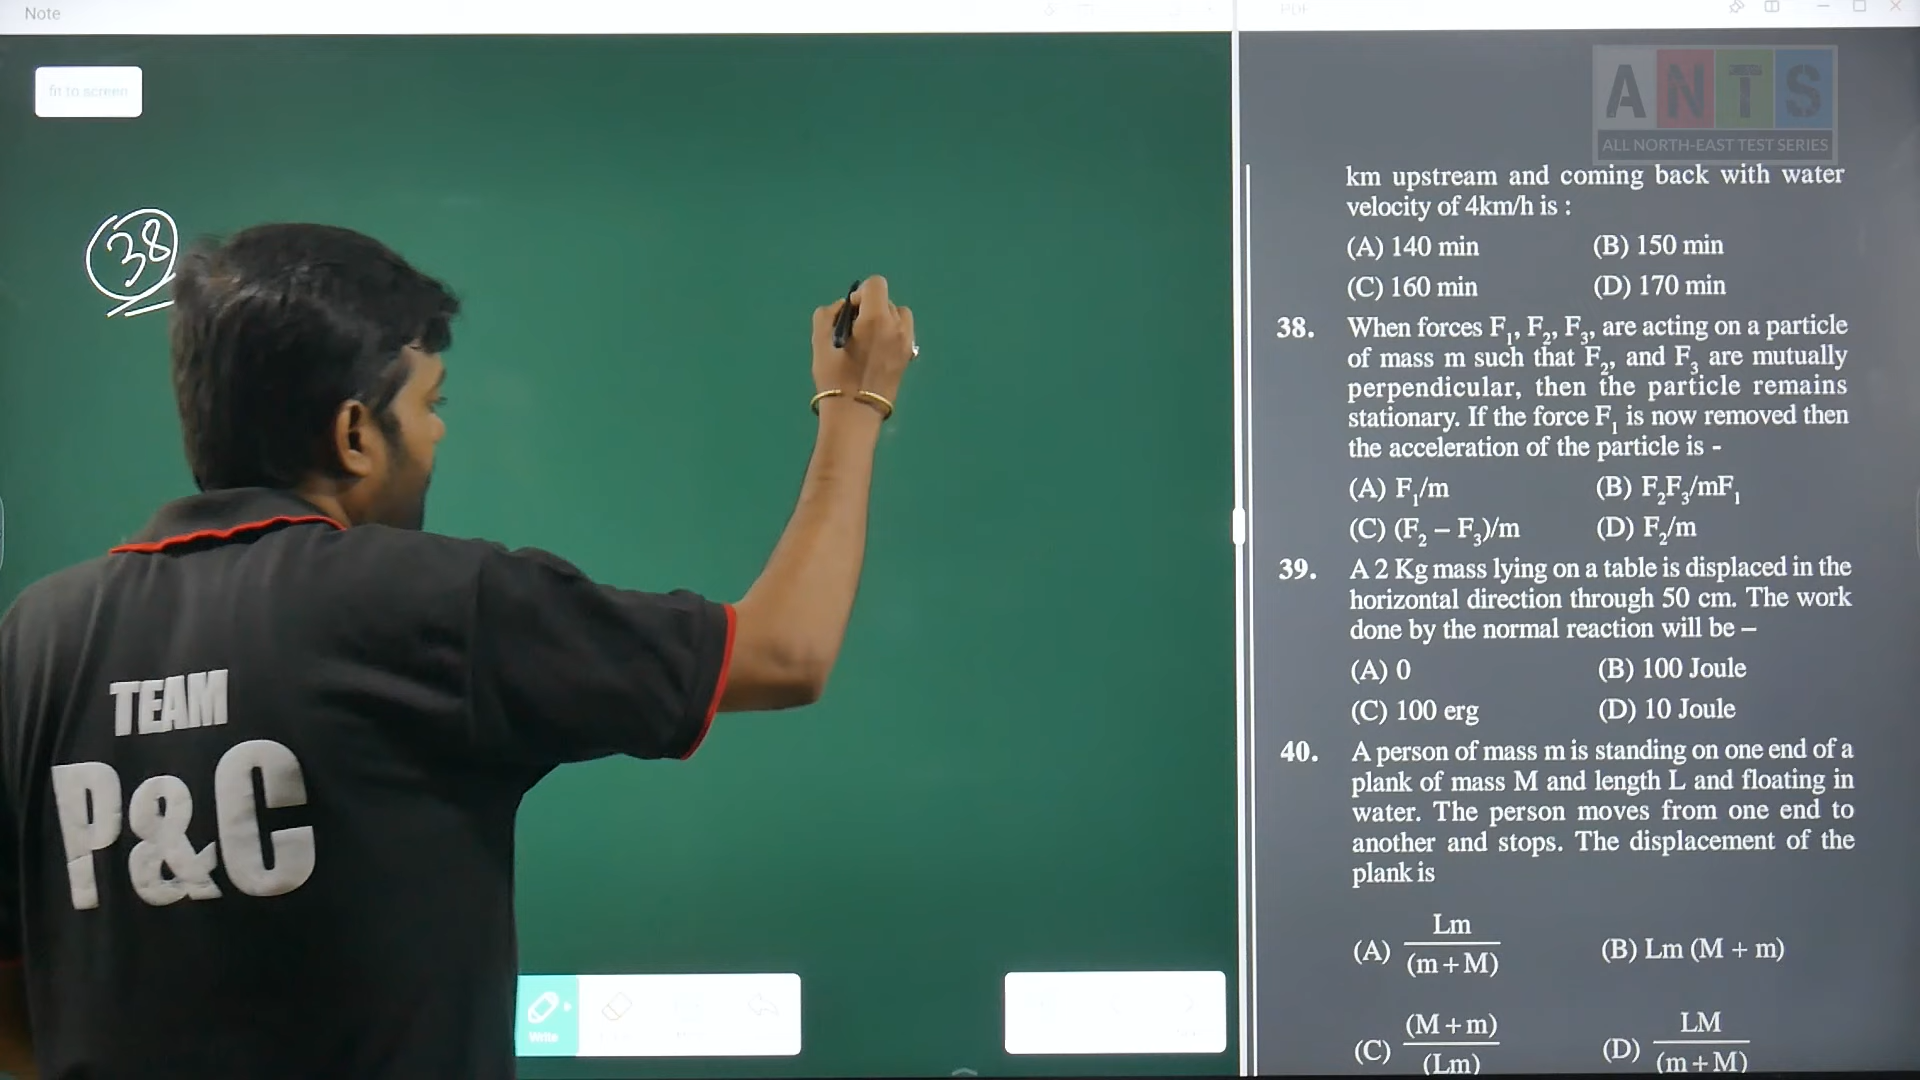 Note
PDF
fit to screen
ANTS
ALL NORTH-EAST TEST SERIES
38
TEAM
P&C
Write
km upstream and coming back with water
velocity of 4km/h is :
(A) 140 min (B) 150 min
(C) 160 min (D) 170 min
38. When forces F₁, F₂, F₃, are acting on a particle
of mass m such that F₂, and F₃ are mutually
perpendicular, then the particle remains
stationary. If the force F₁ is now removed then
the acceleration of the particle is -
(A) F₁/m (B) F₂F₃/mF₁
(C) (F₂ – F₃)/m (D) F₂/m
39. A 2 Kg mass lying on a table is displaced in the
horizontal direction through 50 cm. The work
done by the normal reaction will be –
(A) 0 (B) 100 Joule
(C) 100 erg (D) 10 Joule
40. A person of mass m is standing on one end of a
plank of mass M and length L and floating in
water. The person moves from one end to
another and stops. The displacement of the
plank is
(A) Lm/(m+M) (B) Lm (M + m)
(C) (M+m)/(Lm) (D) LM/(m+M)